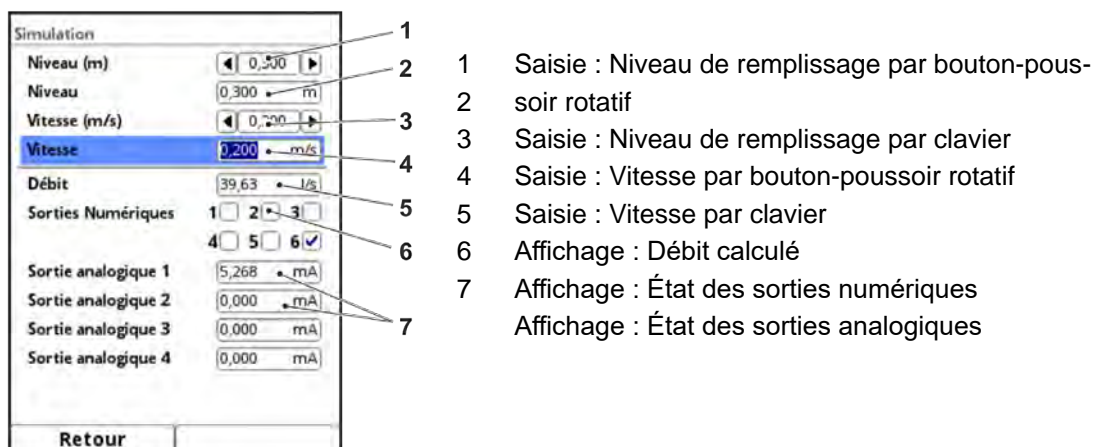 Simulation
Niveau (m) 0,300
Niveau 0,300 m
Vitesse (m/s) 0,200
Vitesse 0,200 m/s
Débit 39,63 l/s
Sorties Numériques 1 2 3
4 5 6
Sortie analogique 1 5,268 mA
Sortie analogique 2 0,000 mA
Sortie analogique 3 0,000 mA
Sortie analogique 4 0,000 mA
Retour
1
2
3
4
5
6
7
1 Saisie : Niveau de remplissage par bouton-pous-
2 soir rotatif
3 Saisie : Niveau de remplissage par clavier
4 Saisie : Vitesse par bouton-poussoir rotatif
5 Saisie : Vitesse par clavier
6 Affichage : Débit calculé
7 Affichage : État des sorties numériques
Affichage : État des sorties analogiques